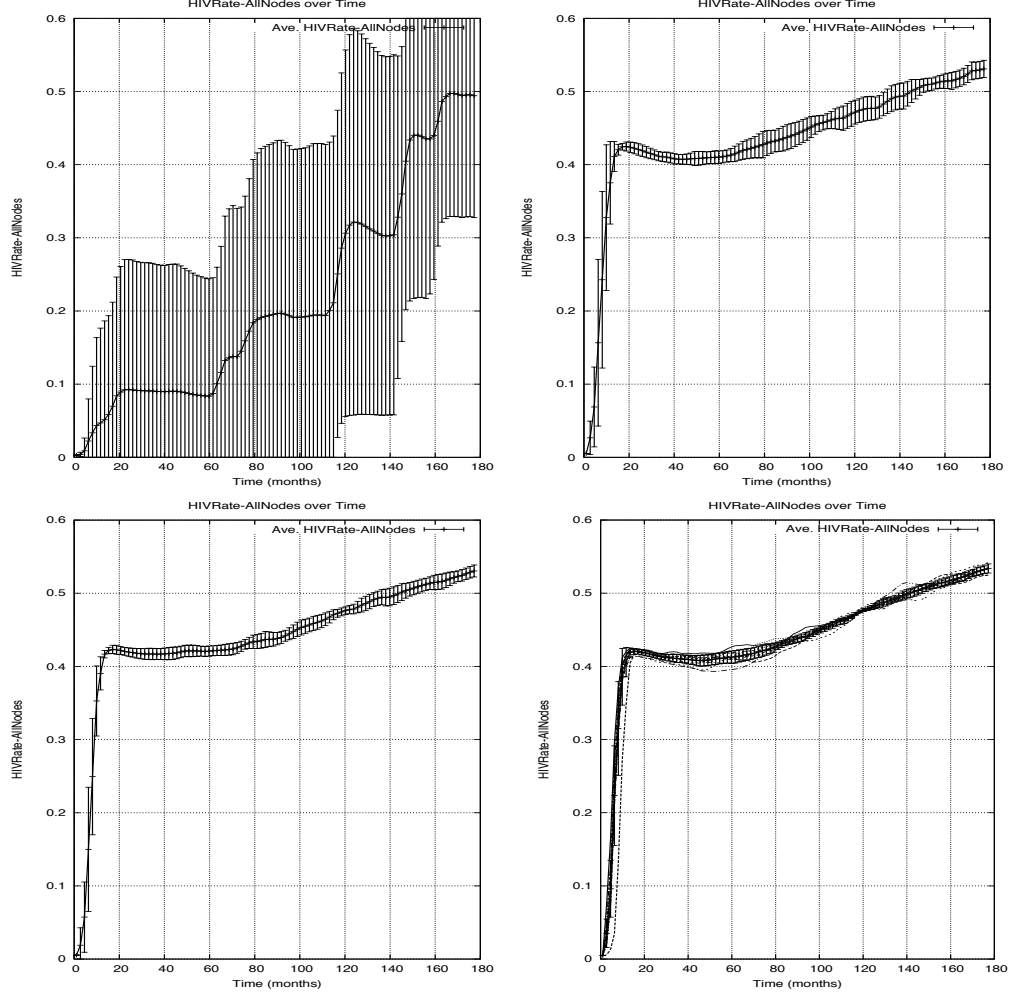 HIVRate-AllNodes over Time
Ave. HIVRate-AllNodes
HIVRate-AllNodes
0.6
0.5
0.4
0.3
0.2
0.1
0
0 20 40 60 80 100 120 140 160 180
Time (months)
HIVRate-AllNodes over Time
Ave. HIVRate-AllNodes
HIVRate-AllNodes
0.6
0.5
0.4
0.3
0.2
0.1
0
0 20 40 60 80 100 120 140 160 180
Time (months)
HIVRate-AllNodes over Time
Ave. HIVRate-AllNodes
HIVRate-AllNodes
0.6
0.5
0.4
0.3
0.2
0.1
0
0 20 40 60 80 100 120 140 160 180
Time (months)
HIVRate-AllNodes over Time
Ave. HIVRate-AllNodes
HIVRate-AllNodes
0.6
0.5
0.4
0.3
0.2
0.1
0
0 20 40 60 80 100 120 140 160 180
Time (months)